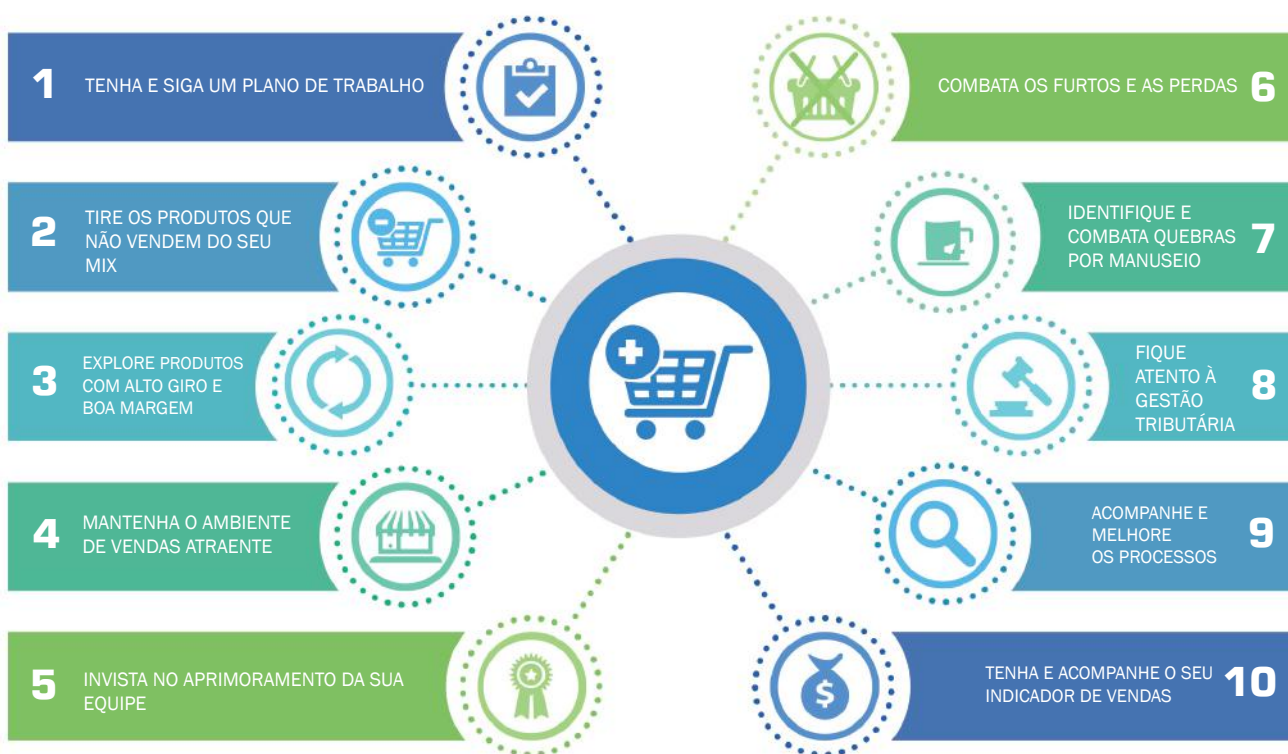 1 TENHA E SIGA UM PLANO DE TRABALHO
2 TIRE OS PRODUTOS QUE
NÃO VENDEM DO SEU
MIX
3 EXPLORE PRODUTOS
COM ALTO GIRO E
BOA MARGEM
4 MANTENHA O AMBIENTE
DE VENDAS ATRAENTE
5 INVISTA NO APRIMORAMENTO DA SUA
EQUIPE
COMBATA OS FURTOS E AS PERDAS 6
IDENTIFIQUE E
COMBATA QUEBRAS
POR MANUSEIO 7
FIQUE
ATENTO À
GESTÃO
TRIBUTÁRIA 8
ACOMPANHE E
MELHORE
OS PROCESSOS 9
TENHA E ACOMPANHE O SEU
INDICADOR DE VENDAS 10
$